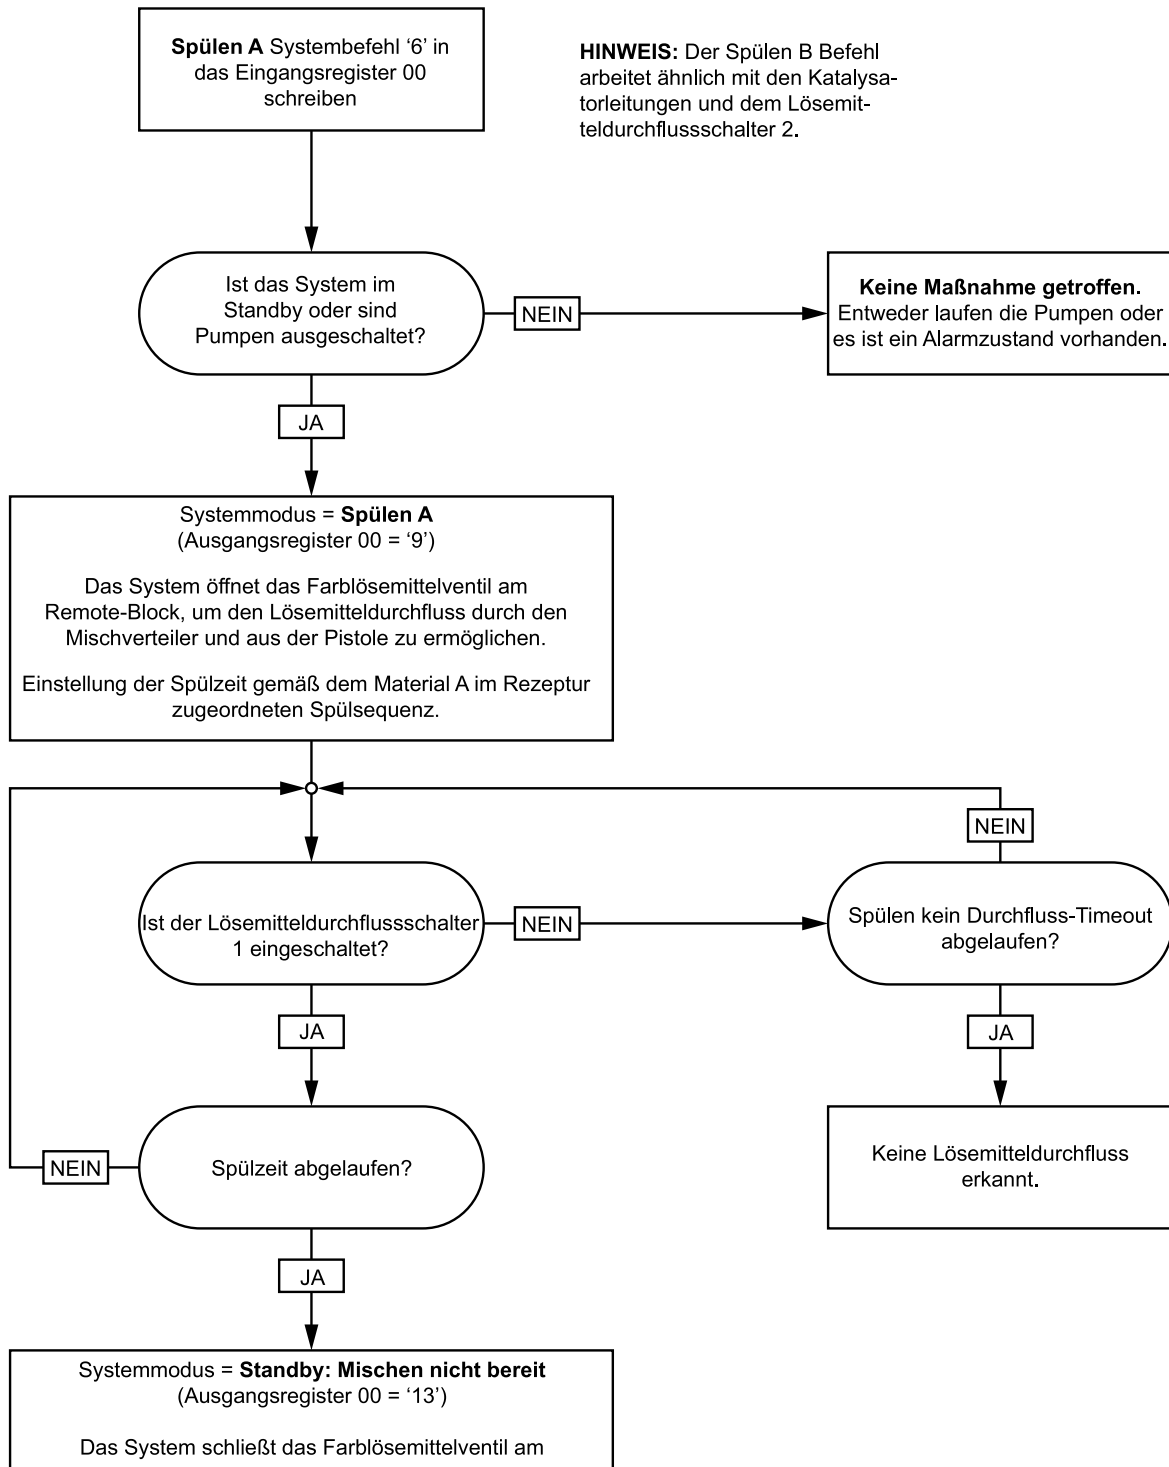 Spülen A Systembefehl ‘6’ in
das Eingangsregister 00
schreiben
HINWEIS: Der Spülen B Befehl
arbeitet ähnlich mit den Katalysa-
torleitungen und dem Lösemit-
teldurchflussschalter 2.
Ist das System im
Standby oder sind
Pumpen ausgeschaltet?
NEIN
Keine Maßnahme getroffen.
Entweder laufen die Pumpen oder
es ist ein Alarmzustand vorhanden.
JA
Systemmodus = Spülen A
(Ausgangsregister 00 = ‘9’)
Das System öffnet das Farblösemittelventil am
Remote-Block, um den Lösemitteldurchfluss durch den
Mischverteiler und aus der Pistole zu ermöglichen.
Einstellung der Spülzeit gemäß dem Material A im Rezeptur
zugeordneten Spülsequenz.
NEIN
Ist der Lösemitteldurchflussschalter
1 eingeschaltet?
NEIN
Spülen kein Durchfluss-Timeout
abgelaufen?
JA
JA
NEIN
Spülzeit abgelaufen?
Keine Lösemitteldurchfluss
erkannt.
JA
Systemmodus = Standby: Mischen nicht bereit
(Ausgangsregister 00 = ‘13’)
Das System schließt das Farblösemittelventil am